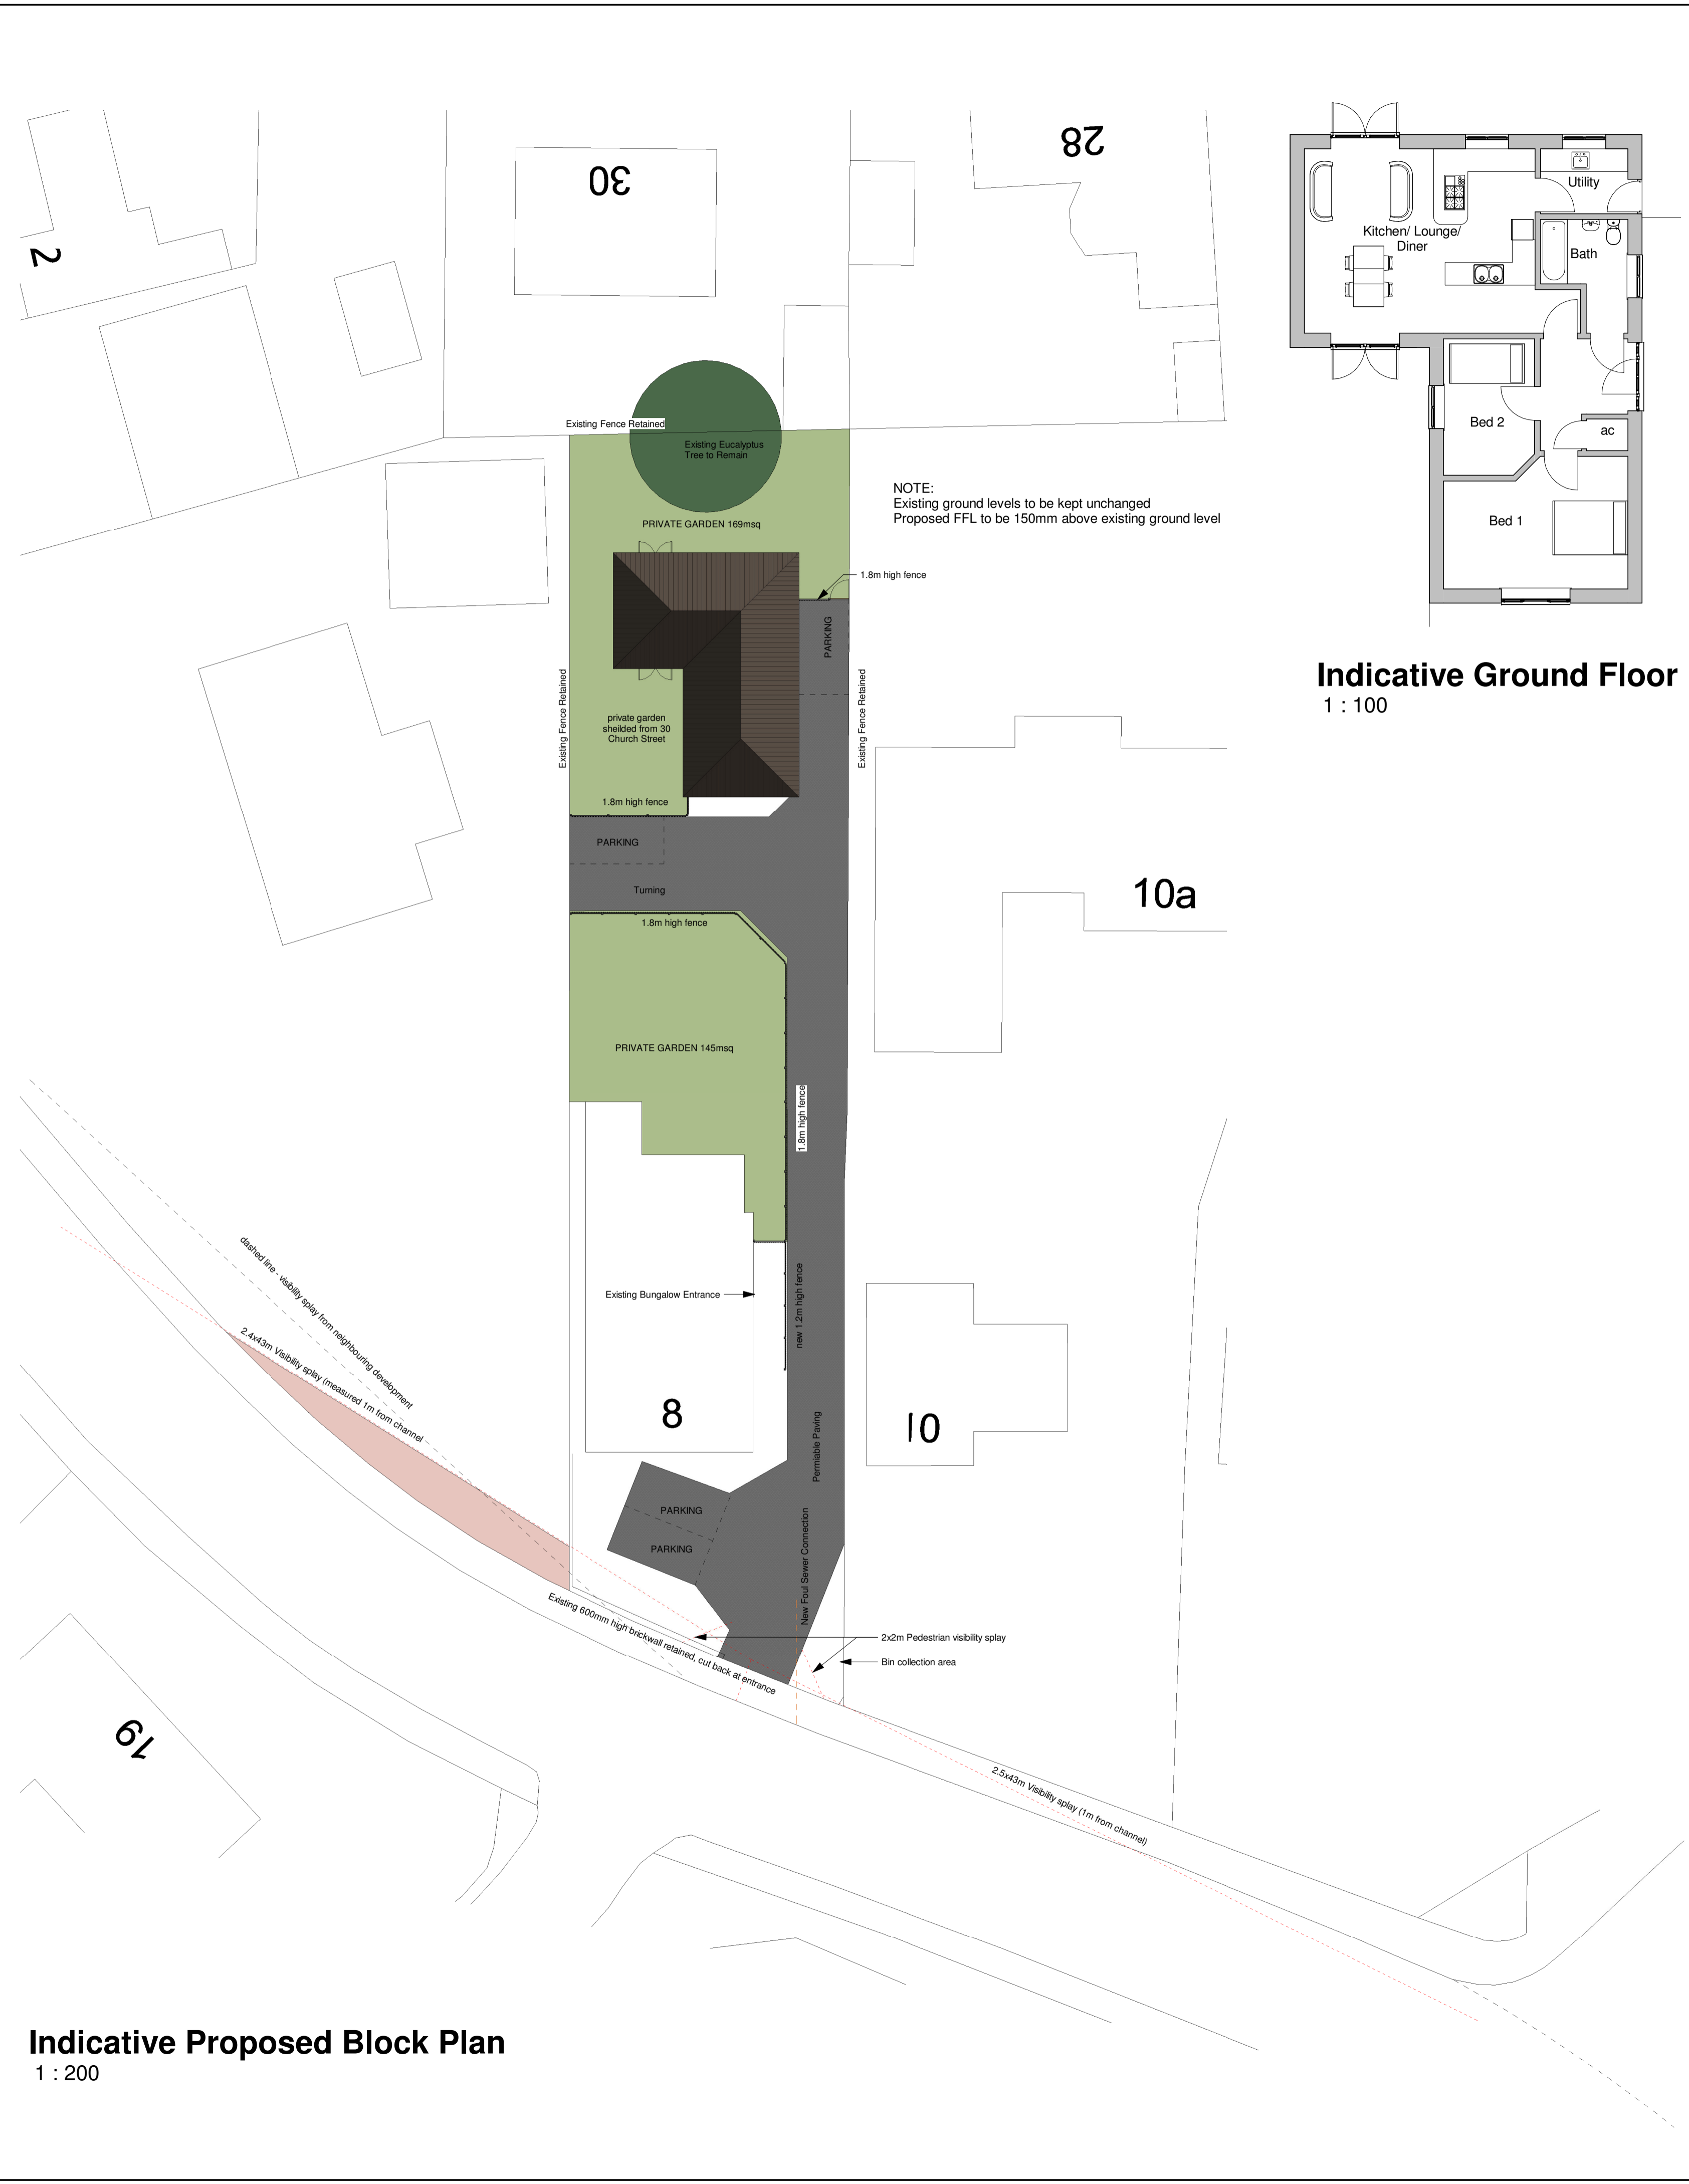 30
28
2
Existing Fence Retained
Existing Eucalyptus
Tree to Remain
PRIVATE GARDEN 169msq
NOTE:
Existing ground levels to be kept unchanged
Proposed FFL to be 150mm above existing ground level
1.8m high fence
PARKING
Existing Fence Retained
Existing Fence Retained
private garden
sheilded from 30
Church Street
1.8m high fence
PARKING
Turning
1.8m high fence
10a
PRIVATE GARDEN 145msq
1.8m high fence
dashed line - visibility splay from neighbouring development
2.4x43m Visibility splay (measured 1m from channel
Existing Bungalow Entrance
new 1.2m high fence
8
10
Permiable Paving
PARKING
PARKING
New Foul Sewer Connection
Existing 600mm high brickwall retained, cut back at entrance
2x2m Pedestrian visibility splay
Bin collection area
19
2.5x43m Visibility splay (1m from channel)
Indicative Proposed Block Plan
1 : 200
Utility
Kitchen/ Lounge/
Diner
Bath
Bed 2
ac
Bed 1
Indicative Ground Floor
1 : 100